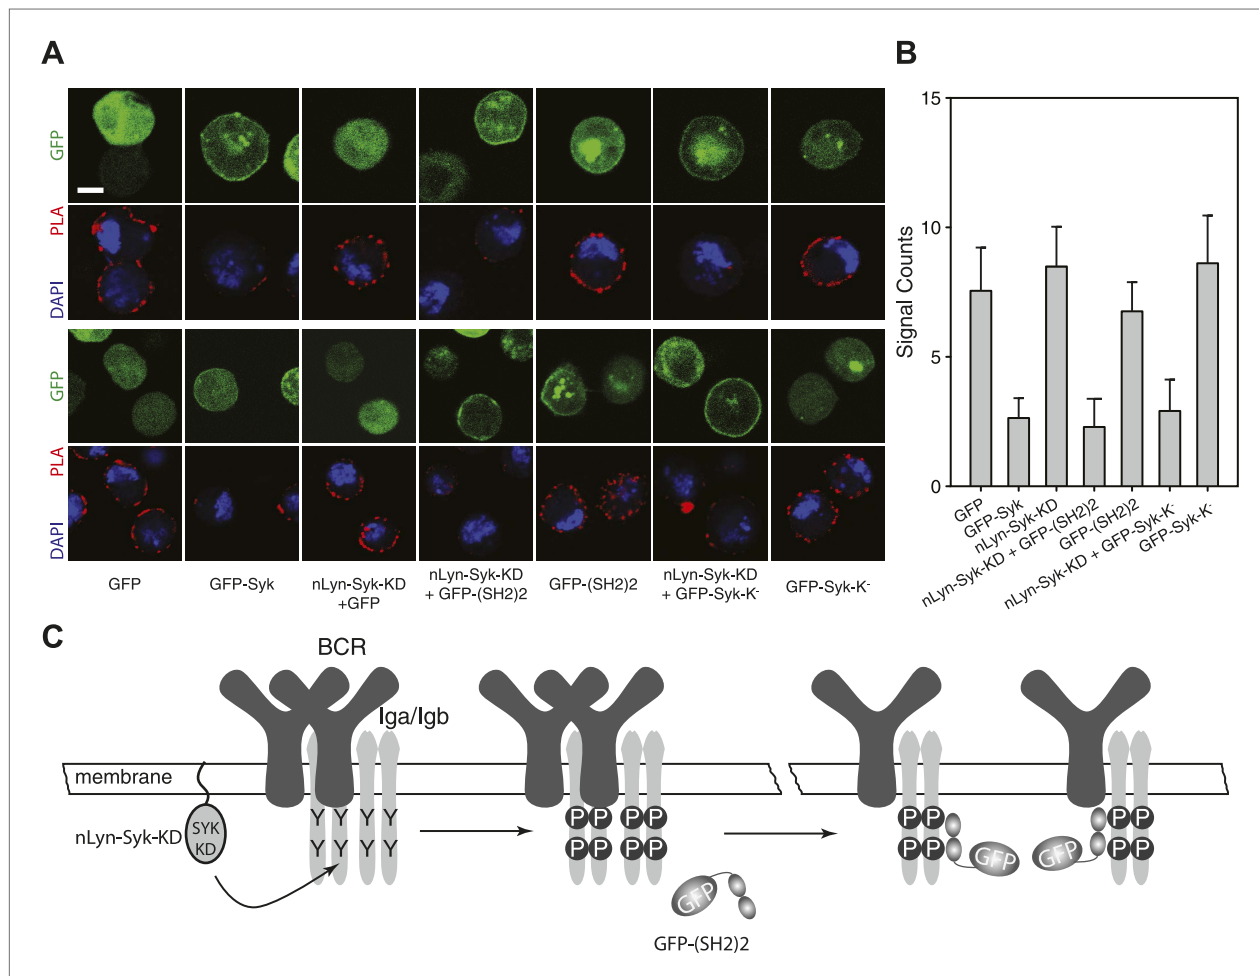 A
B
GFP
PLA
DAPI
GFP
PLA
DAPI
GFP
GFP-Syk
nLyn-Syk-KD
+GFP
nLyn-Syk-KD
+ GFP-(SH2)2
GFP-(SH2)2
nLyn-Syk-KD
+ GFP-Syk-K-
GFP-Syk-K-
15
10
5
0
Signal Counts
GFP
GFP-Syk
nLyn-Syk-KD
nLyn-Syk-KD + GFP-(SH2)2
GFP-(SH2)2
nLyn-Syk-KD + GFP-Syk-K-
GFP-Syk-K-
C
BCR
Iga/Igb
membrane
nLyn-Syk-KD
SYK
KD
Y Y Y Y
Y Y Y Y
P P P P
P P P P
GFP
GFP-(SH2)2
P P P P
P P P P
GFP GFP